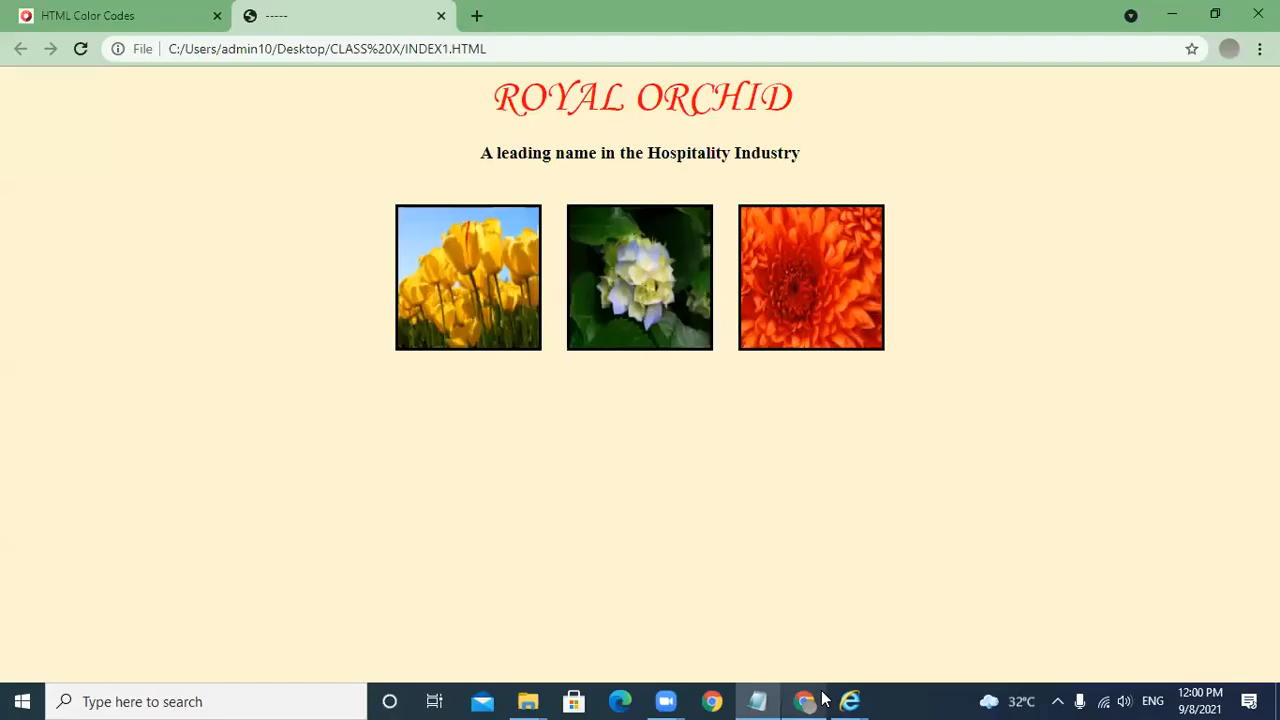 HTML Color Codes
-----
File
C:/Users/admin10/Desktop/CLASS%20X/INDEX1.HTML
ROYAL ORCHID
A leading name in the Hospitality Industry
Type here to search
32°C
ENG
12:00 PM
9/8/2021